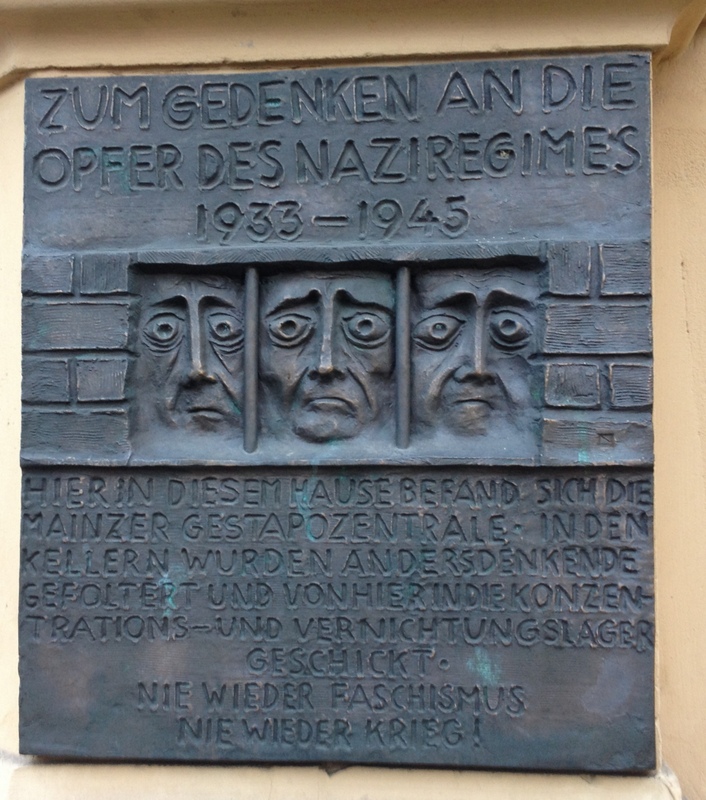 ZUM GEDENKEN AN DIE
OPFER DES NAZIREGIMES
1933-1945
HIER IN DIESEM HAUSE BEFAND SICH DIE
MAINZER GESTAPOZENTRALE. IN DEN
KELLERN WURDEN ANDERSDENKENDE
GEFOLTERT UND VON HIER IN DIE KONZEN-
TRATIONS-UND VERNICHTUNGSLAGER
GESCHICKT.
NIE WIEDER FASCHISMUS
NIE WIEDER KRIEG!